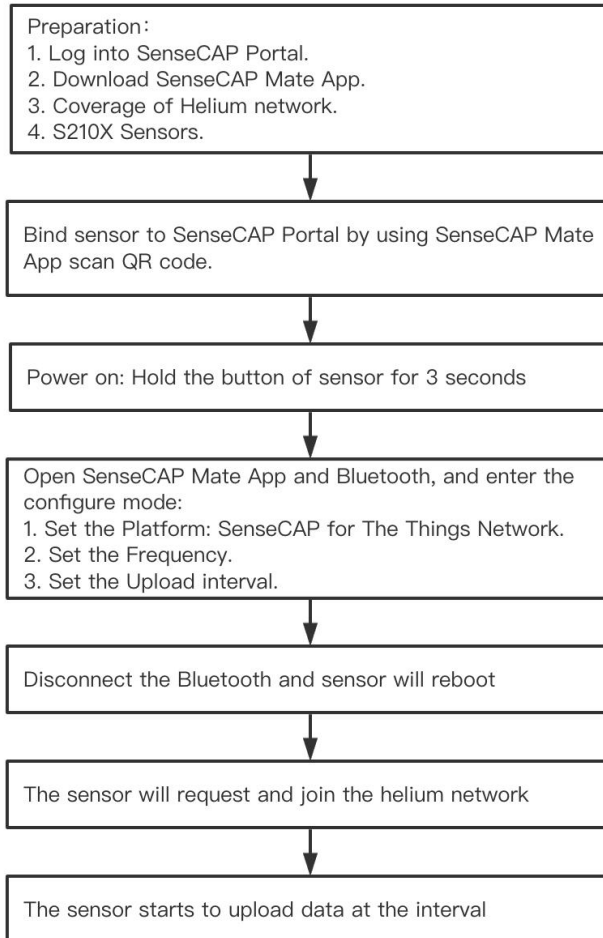 Preparation:
1. Log into SenseCAP Portal.
2. Download SenseCAP Mate App.
3. Coverage of Helium network.
4. S210X Sensors.
Bind sensor to SenseCAP Portal by using SenseCAP Mate
App scan QR code.
Power on: Hold the button of sensor for 3 seconds
Open SenseCAP Mate App and Bluetooth, and enter the
configure mode:
1. Set the Platform: SenseCAP for The Things Network.
2. Set the Frequency.
3. Set the Upload interval.
Disconnect the Bluetooth and sensor will reboot
The sensor will request and join the helium network
The sensor starts to upload data at the interval